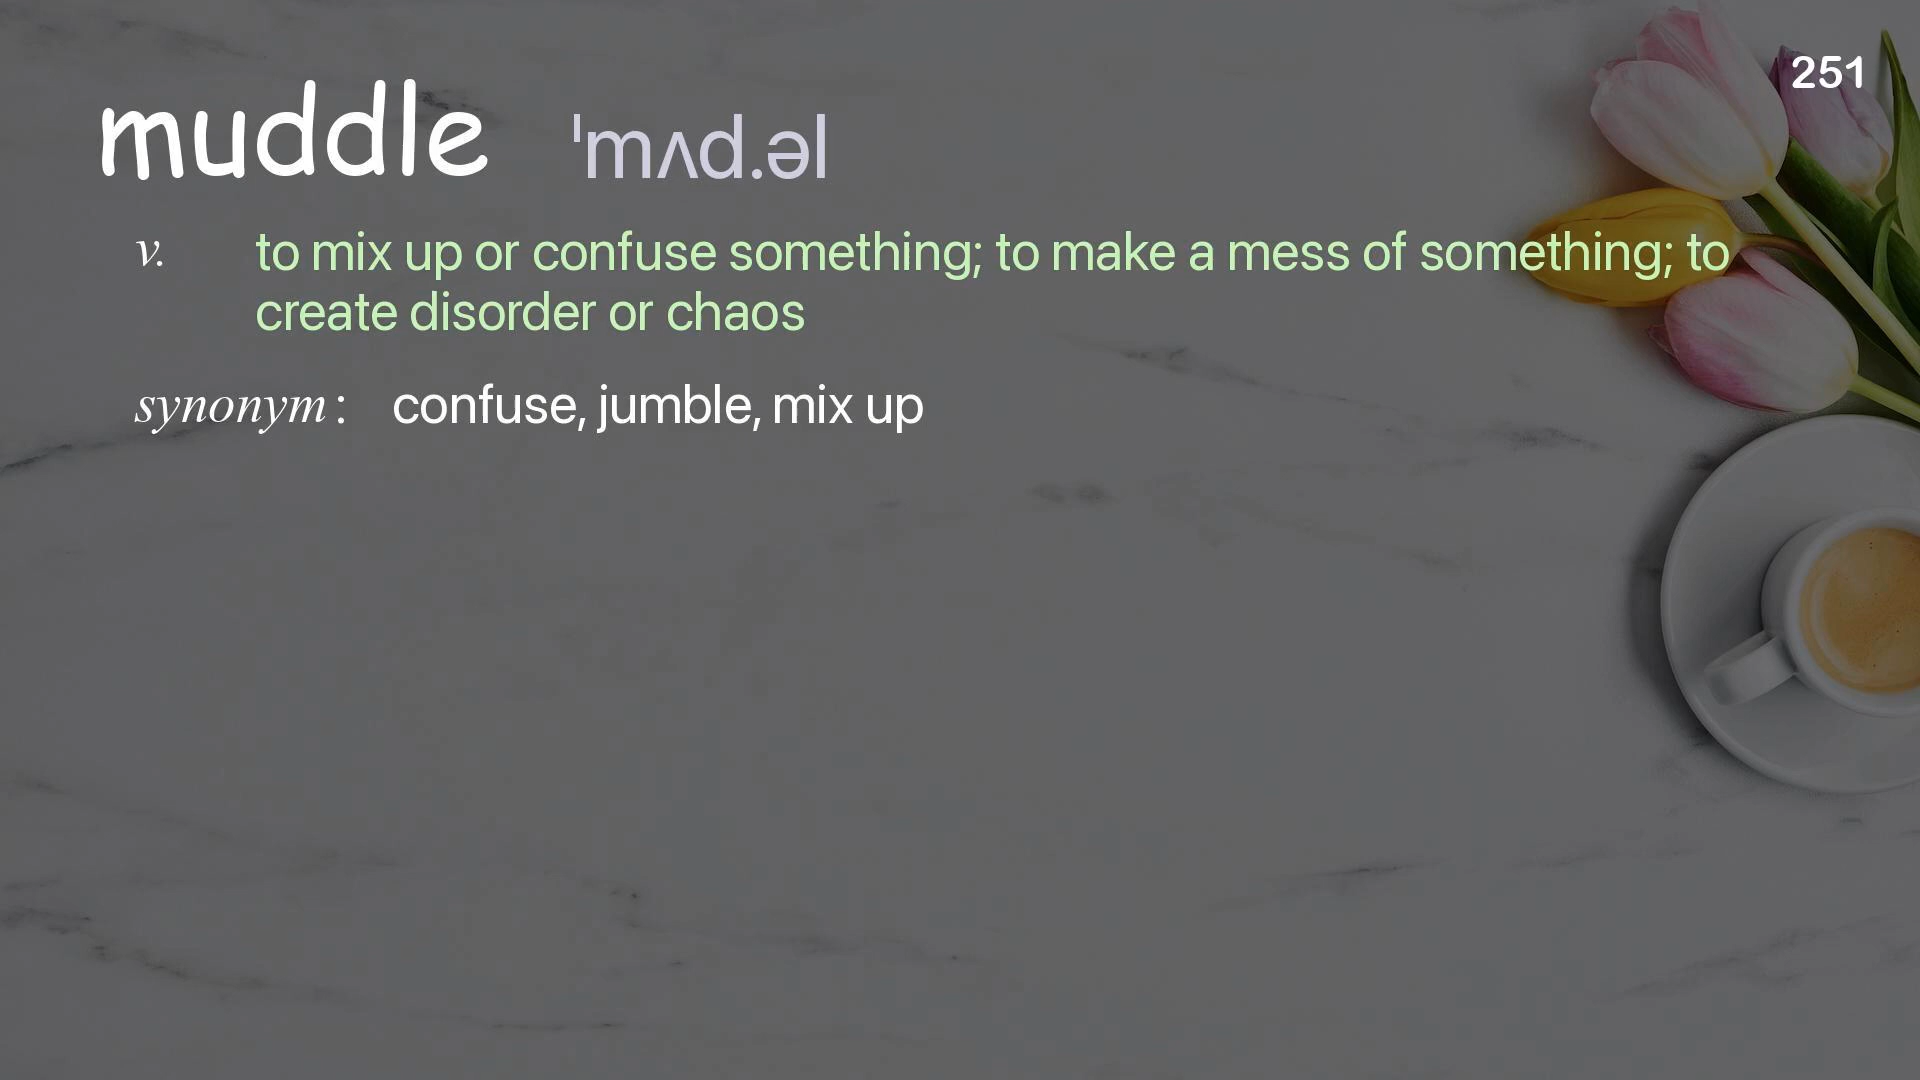 251
muddle ˈmʌd.əl
v. to mix up or confuse something; to make a mess of something; to
create disorder or chaos
synonym : confuse, jumble, mix up